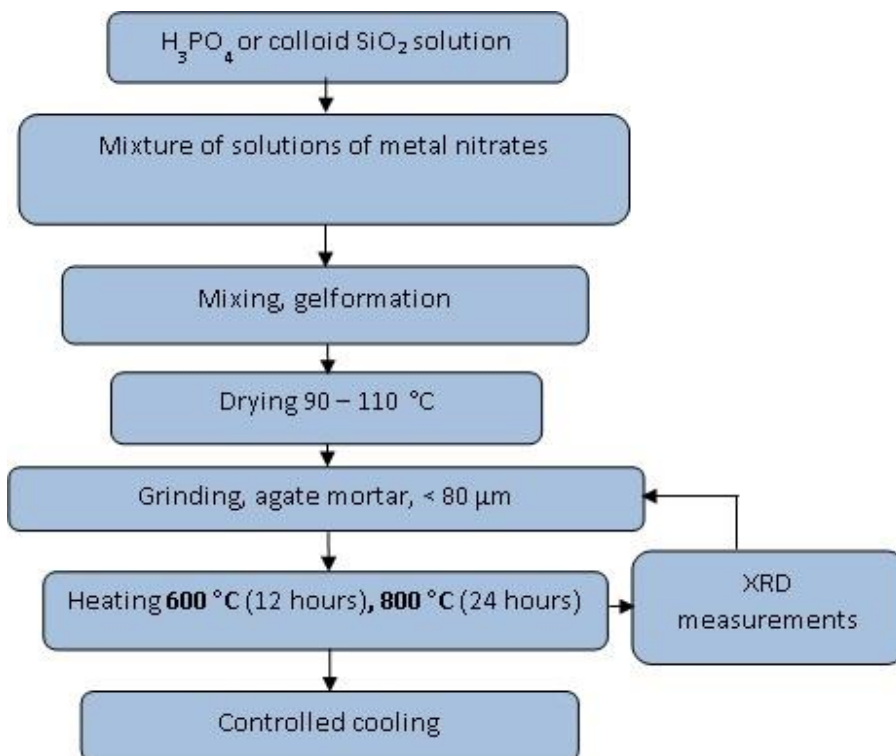 H₃PO₄ or colloid SiO₂ solution
Mixture of solutions of metal nitrates
Mixing, gelformation
Drying 90 – 110 °C
Grinding, agate mortar, < 80 µm
Heating 600 °C (12 hours), 800 °C (24 hours)
XRD
measurements
Controlled cooling